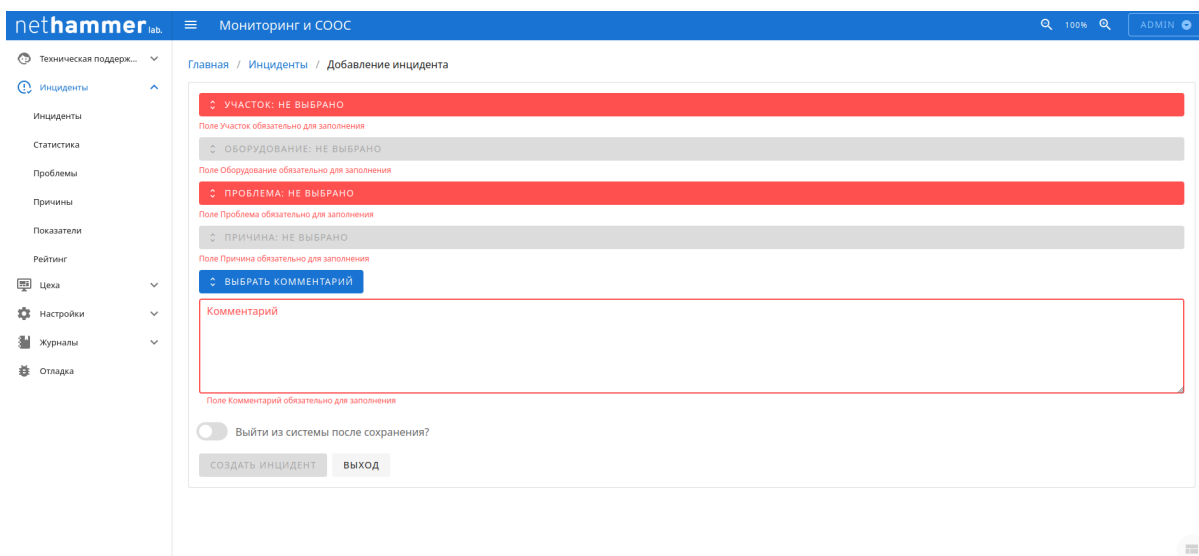 nethammer lab.
Мониторинг и СООС
100%
ADMIN
Техническая поддерж...
Инциденты
Инциденты
Статистика
Проблемы
Причины
Показатели
Рейтинг
Цеха
Настройки
Журналы
Отладка
Главная / Инциденты / Добавление инцидента
УЧАСТОК: НЕ ВЫБРАНО
Поле Участок обязательно для заполнения
ОБОРУДОВАНИЕ: НЕ ВЫБРАНО
Поле Оборудование обязательно для заполнения
ПРОБЛЕМА: НЕ ВЫБРАНО
Поле Проблема обязательно для заполнения
ПРИЧИНА: НЕ ВЫБРАНО
Поле Причина обязательно для заполнения
ВЫБРАТЬ КОММЕНТАРИЙ
Комментарий
Поле Комментарий обязательно для заполнения
Выйти из системы после сохранения?
СОЗДАТЬ ИНЦИДЕНТ
ВЫХОД